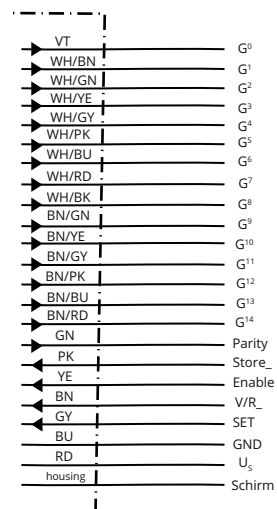 VT G⁰
WH/BN G¹
WH/GN G²
WH/YE G³
WH/GY G⁴
WH/PK G⁵
WH/BU G⁶
WH/RD G⁷
WH/BK G⁸
BN/GN G⁹
BN/YE G¹⁰
BN/GY G¹¹
BN/PK G¹²
BN/BU G¹³
BN/RD G¹⁴
GN Parity
PK Store_
YE Enable
BN V/R_
GY SET
BU GND
RD Uₛ
housing Schirm